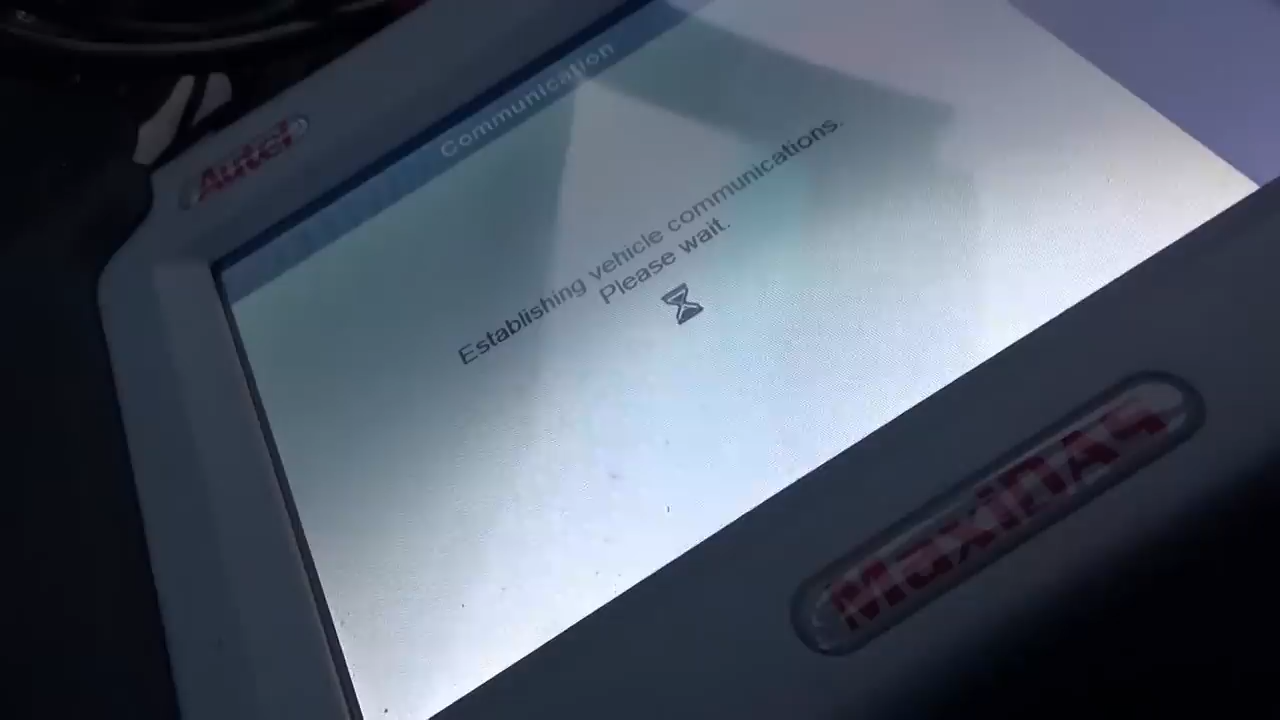 Autel
Communication
Establishing vehicle communications.
Please wait.
MaxiDAS